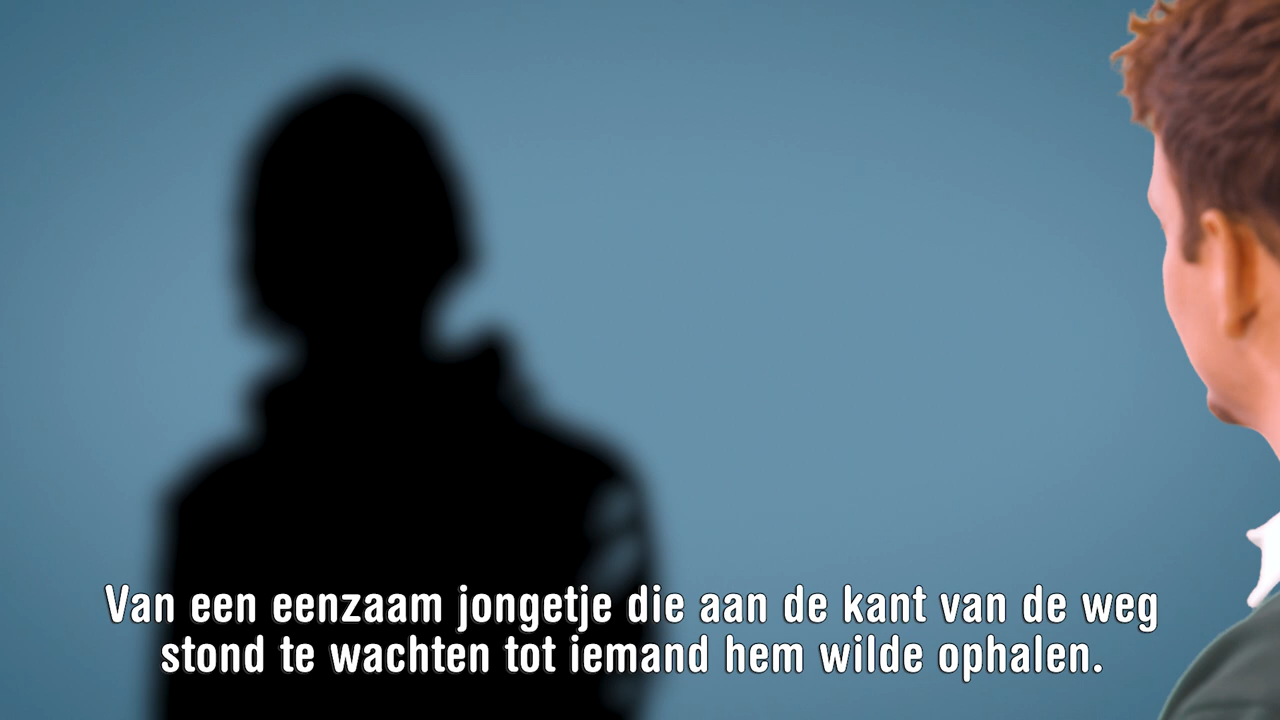 Van een eenzaam jongetje die aan de kant van de weg
stond te wachten tot iemand hem wilde ophalen.